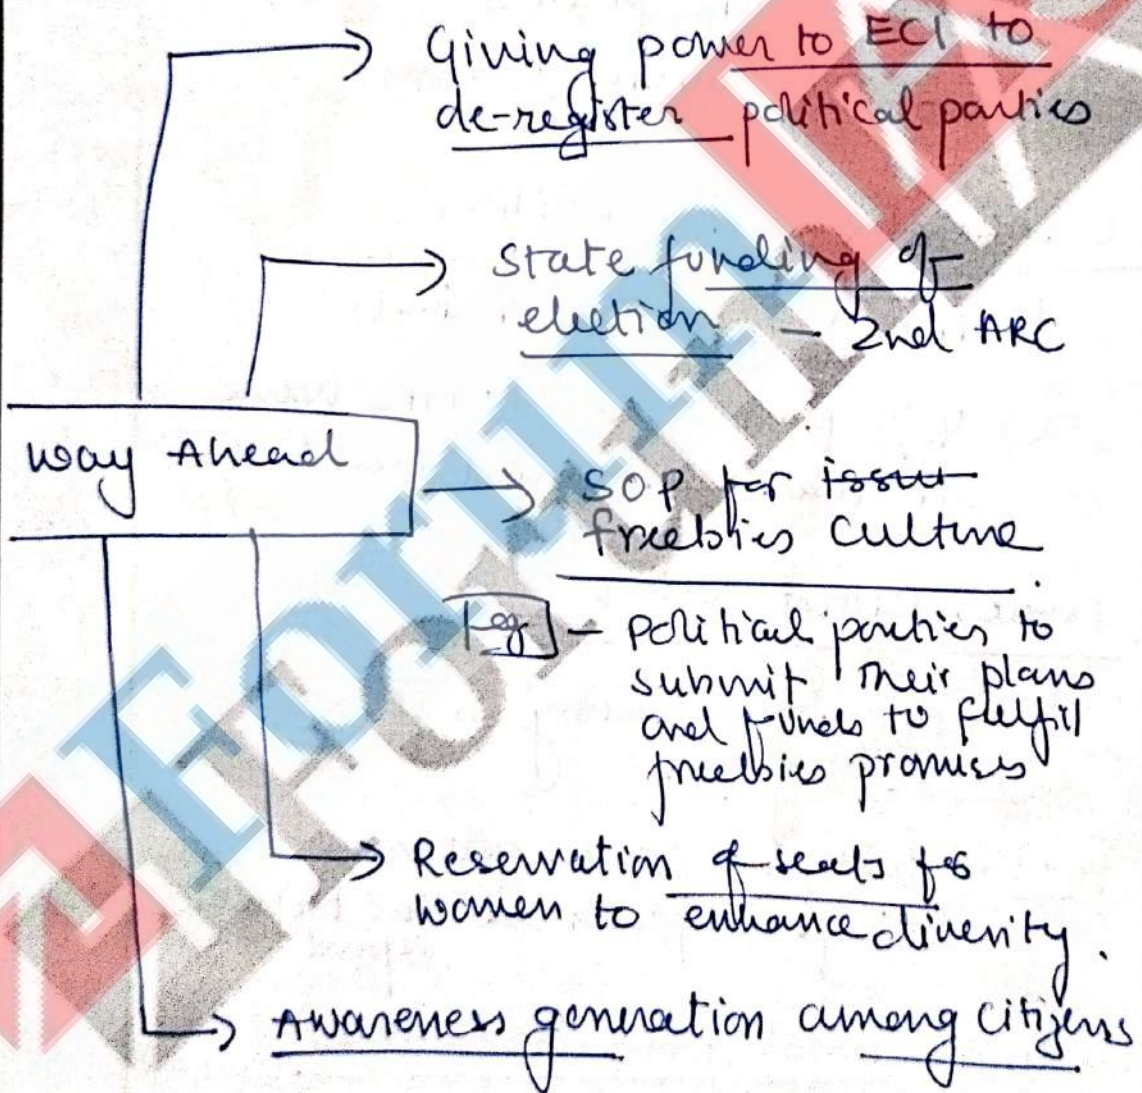 Giving power to ECI to
de-register political parties
State funding of
election - 2nd ARC
Way Ahead
SOP for issue
freebies culture
eg - political parties to
submit their plans
and funds to fulfil
freebies promises
Reservation of seats for
women to enhance diversity.
Awareness generation among citizens.
ForumIAS